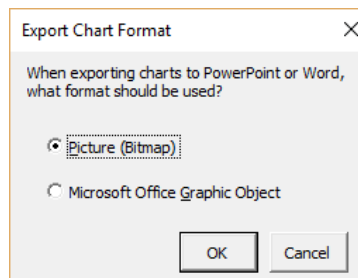 Export Chart Format
When exporting charts to PowerPoint or Word,
what format should be used?
Picture (Bitmap)
Microsoft Office Graphic Object
OK Cancel